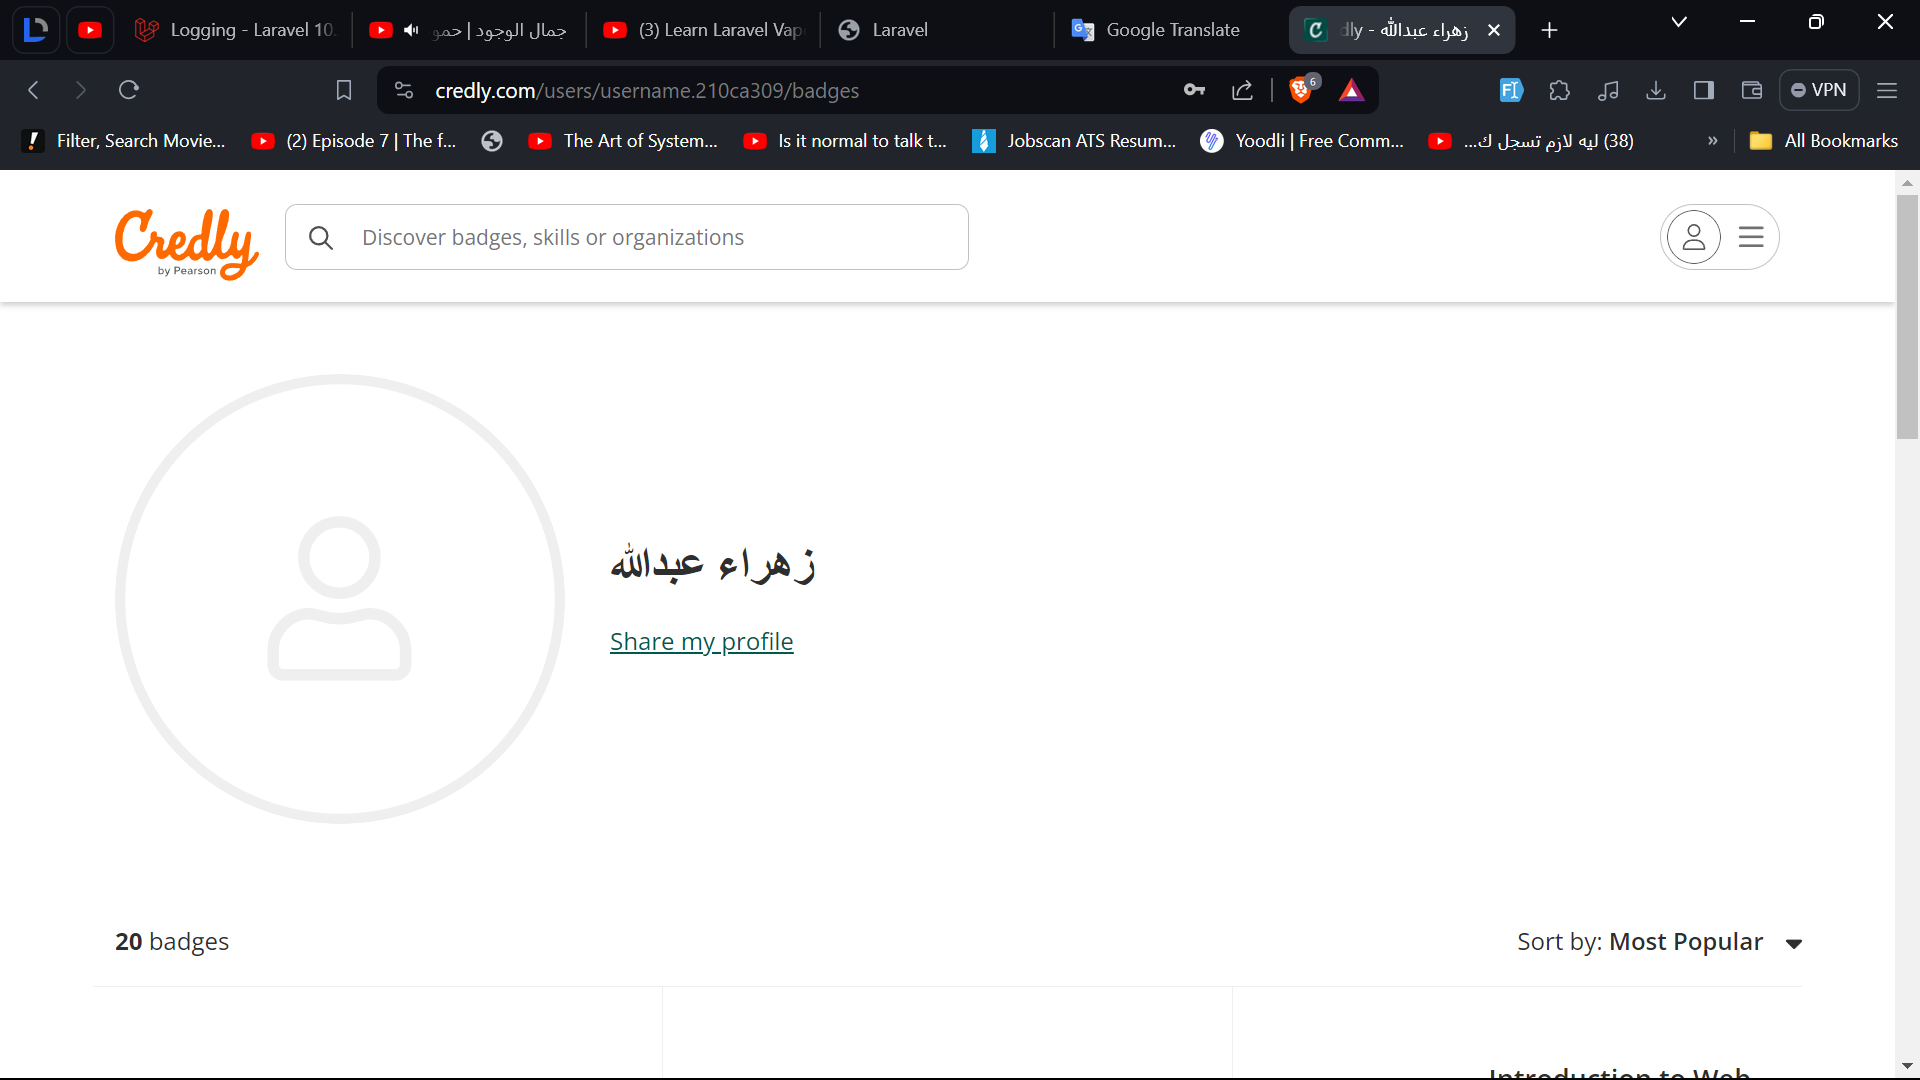 Logging - Laravel 10
جمال الوجود | حمو
(3) Learn Laravel Vap
Laravel
Google Translate
زهراء عبدالله - dly
credly.com/users/username.210ca309/badges
6
VPN
Filter, Search Movie...
(2) Episode 7 | The f...
The Art of System...
Is it normal to talk t...
Jobscan ATS Resum...
Yoodli | Free Comm...
(38) ليه لازم تسجل ك...
»
All Bookmarks
Credly
by Pearson
Discover badges, skills or organizations
زهراء عبدالله
Share my profile
20 badges
Sort by: Most Popular
Introduction to Web